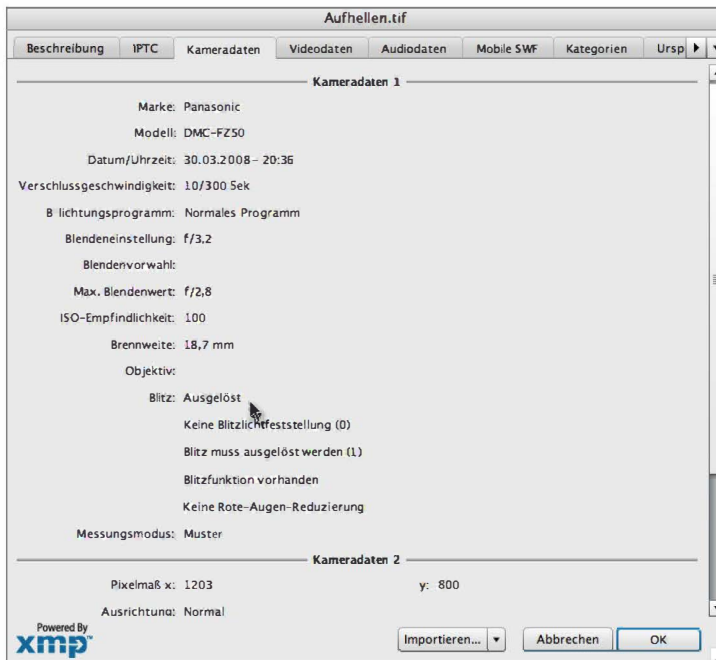 Aufhellen.tif
Beschreibung IPTC Kameradaten Videodaten Audiodaten Mobile SWF Kategorien Ursp
Kameradaten 1
Marke: Panasonic
Modell: DMC-FZ50
Datum/Uhrzeit: 30.03.2008- 20:36
Verschlussgeschwindigkeit: 10/300 Sek
B lichtungsprogramm: Normales Programm
Blendeneinstellung: f/3,2
Blendenvorwahl:
Max. Blendenwert: f/2,8
ISO-Empfindlichkeit: 100
Brennweite: 18,7 mm
Objektiv:
Blitz: Ausgelöst
Keine Blitzlichtfeststellung (0)
Blitz muss ausgelöst werden (1)
Blitzfunktion vorhanden
Keine Rote-Augen-Reduzierung
Messungsmodus: Muster
Kameradaten 2
Pixelmaß x: 1203 y: 800
Ausrichtung: Normal
Powered By
xmp™
Importieren... Abbrechen OK